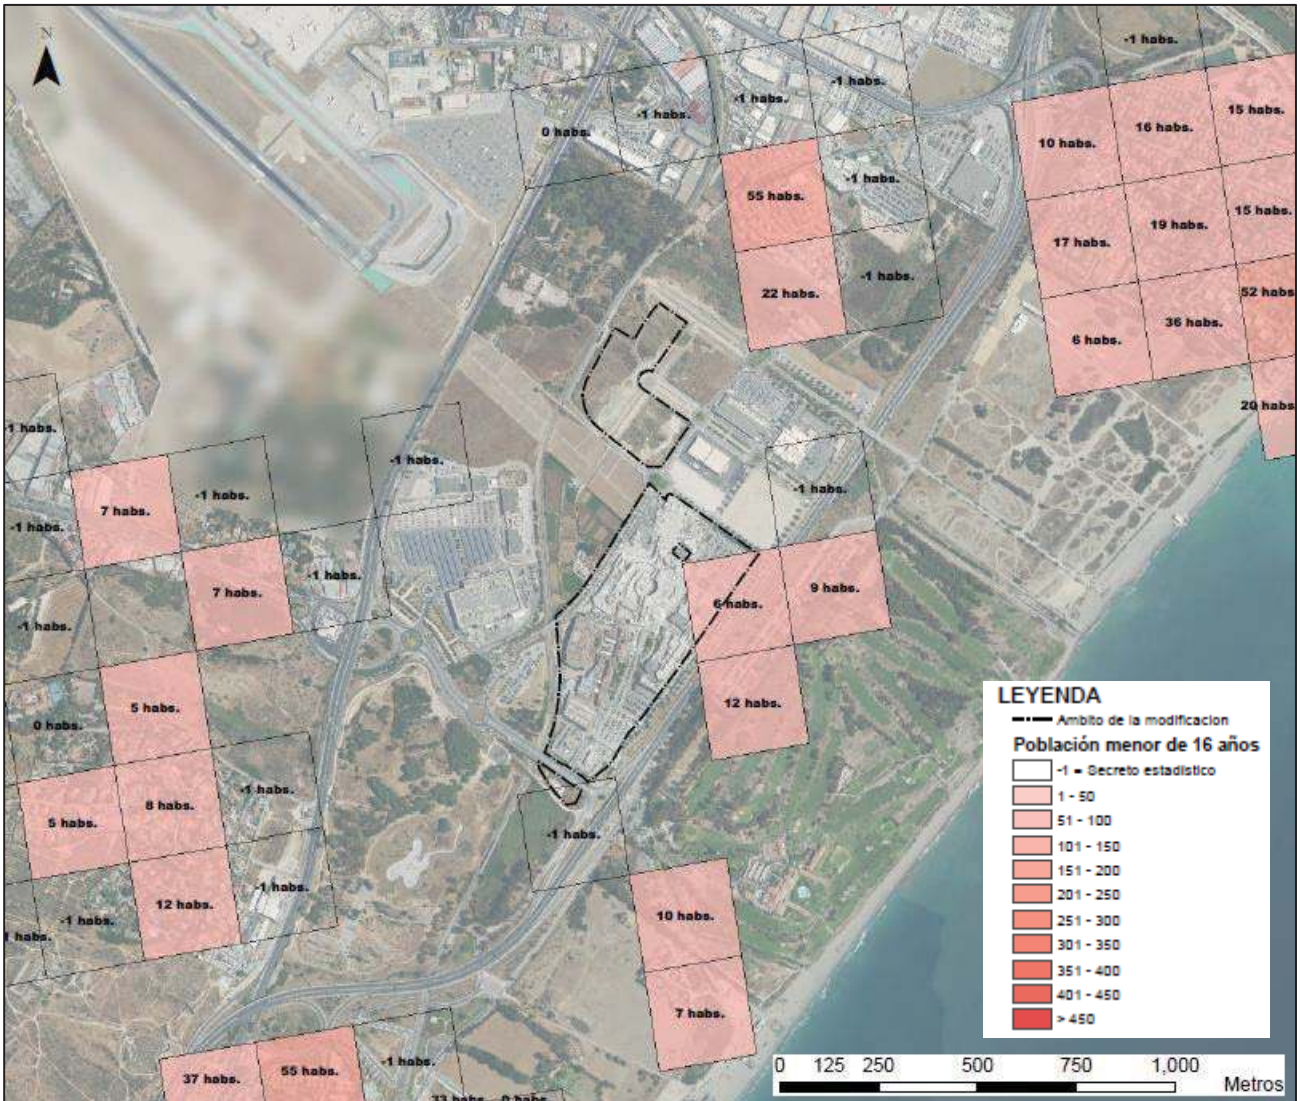 N
-1 habs.
-1 habs.
15 habs.
-1 habs.
-1 habs.
0 habs.
16 habs.
10 habs.
-1 habs.
55 habs.
15 habs.
19 habs.
17 habs.
-1 habs.
22 habs.
52 habs
36 habs.
6 habs.
20 habs
1 habs.
-1 habs.
-1 habs.
-1 habs.
7 habs.
-1 habs.
-1 habs.
7 habs.
9 habs.
6 habs.
-1 habs.
12 habs.
5 habs.
0 habs.
-1 habs.
8 habs.
5 habs.
-1 habs.
-1 habs.
12 habs.
10 habs.
-1 habs.
habs.
7 habs.
-1 habs.
55 habs.
37 habs.
33 habs
0 habs
LEYENDA
Ambito de la modificacion
Población menor de 16 años
-1 = Secreto estadístico
1 - 50
51 - 100
101 - 150
151 - 200
201 - 250
251 - 300
301 - 350
351 - 400
401 - 450
> 450
0 125 250 500 750 1,000
Metros